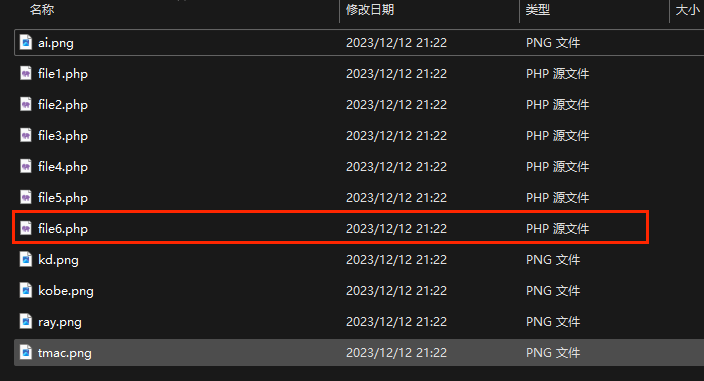 名称 修改日期 类型 大小
ai.png 2023/12/12 21:22 PNG 文件
file1.php 2023/12/12 21:22 PHP 源文件
file2.php 2023/12/12 21:22 PHP 源文件
file3.php 2023/12/12 21:22 PHP 源文件
file4.php 2023/12/12 21:22 PHP 源文件
file5.php 2023/12/12 21:22 PHP 源文件
file6.php 2023/12/12 21:22 PHP 源文件
kd.png 2023/12/12 21:22 PNG 文件
kobe.png 2023/12/12 21:22 PNG 文件
ray.png 2023/12/12 21:22 PNG 文件
tmac.png 2023/12/12 21:22 PNG 文件